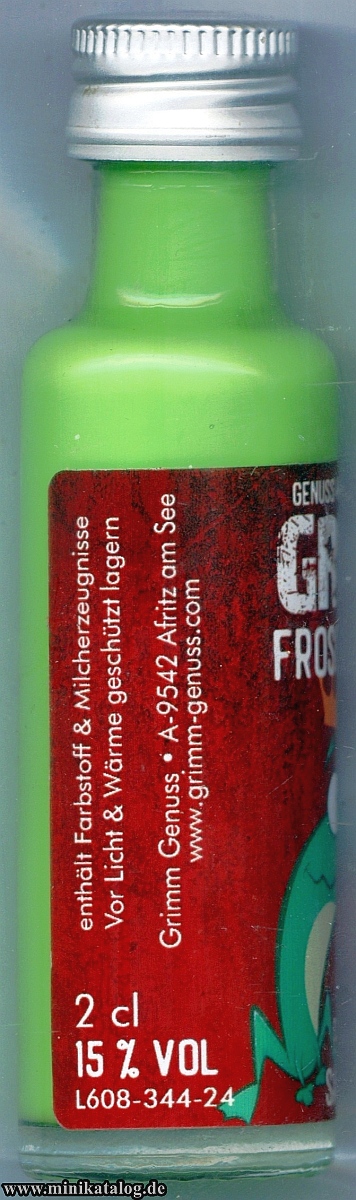 GENUSS
GR
FROS
enthält Farbstoff & Milcherzeugnisse
Vor Licht & Wärme geschützt lagern
Grimm Genuss • A-9542 Afritz am See
www.grimm-genuss.com
2 cl
15 % VOL
L608-344-24
www.minikatalog.de